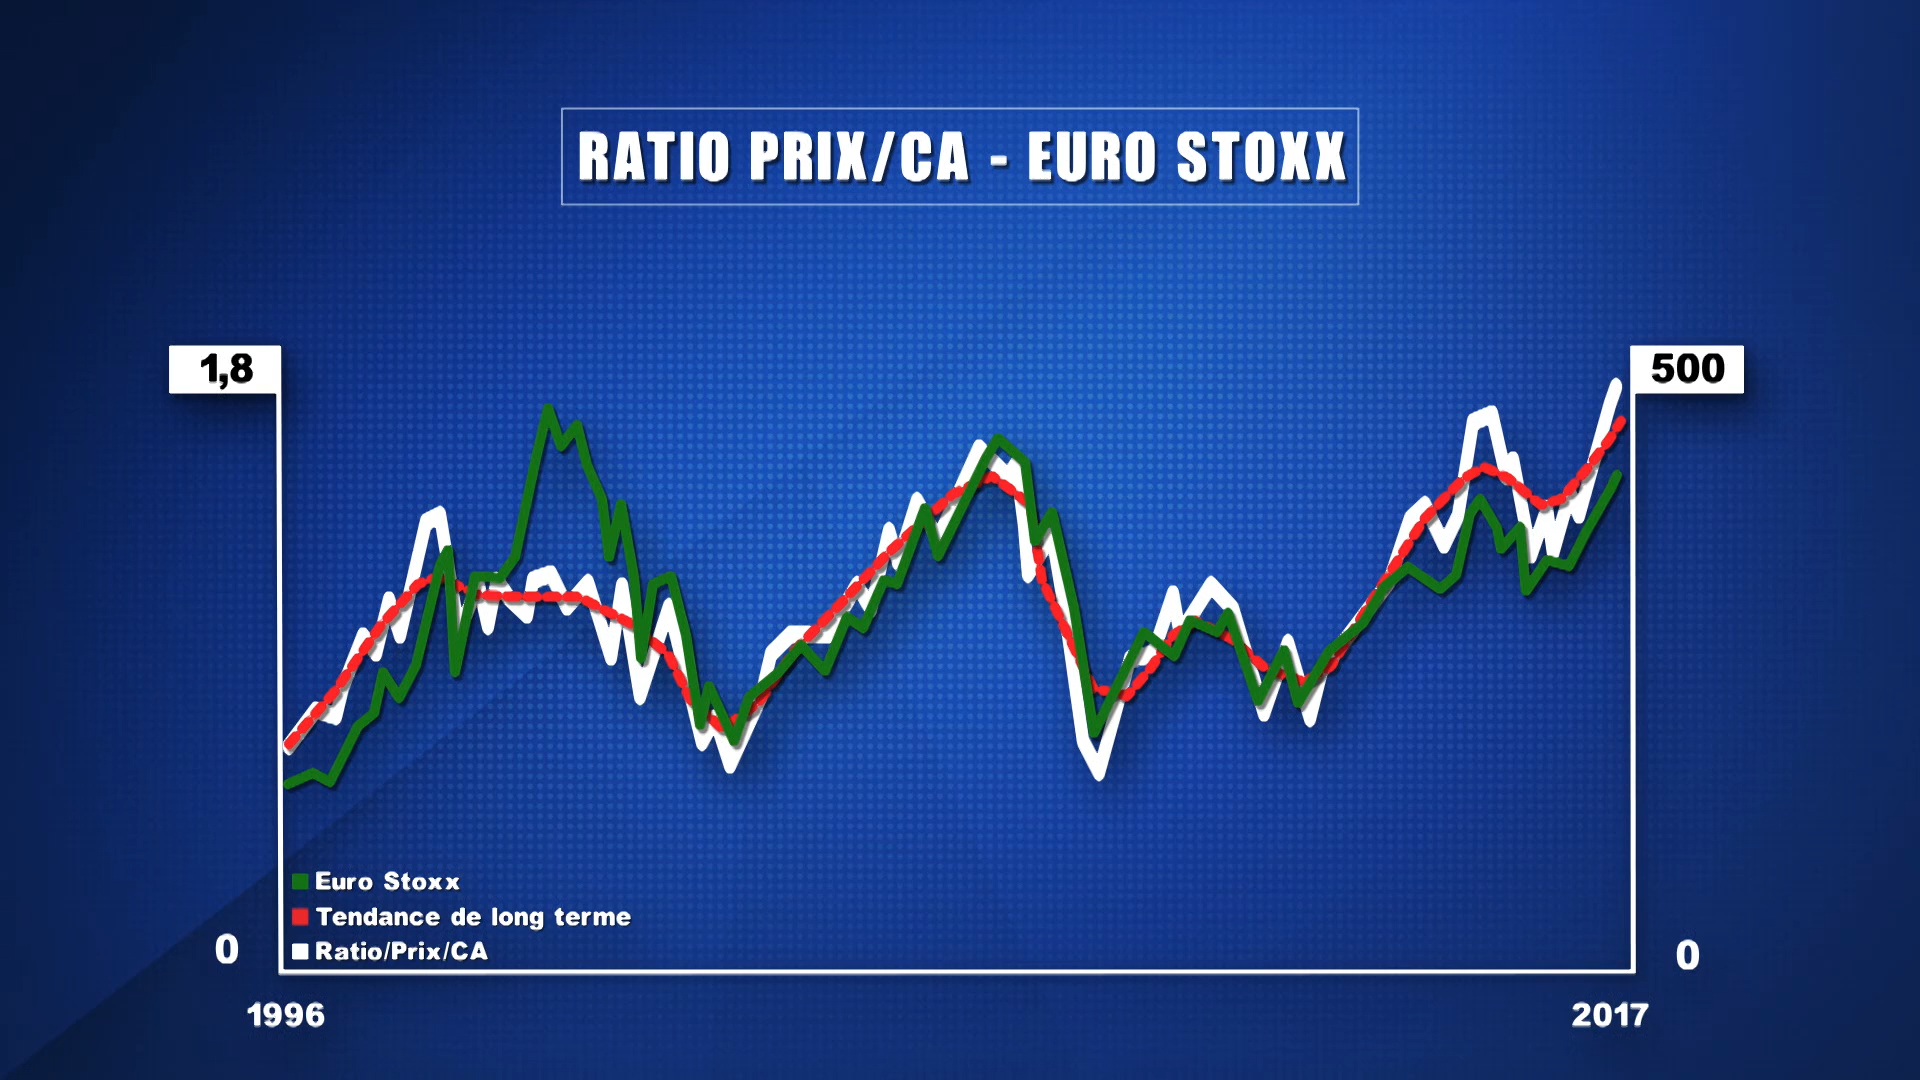 RATIO PRIX/CA - EURO STOXX
1,8
500
Euro Stoxx
Tendance de long terme
Ratio/Prix/CA
0
0
1996
2017